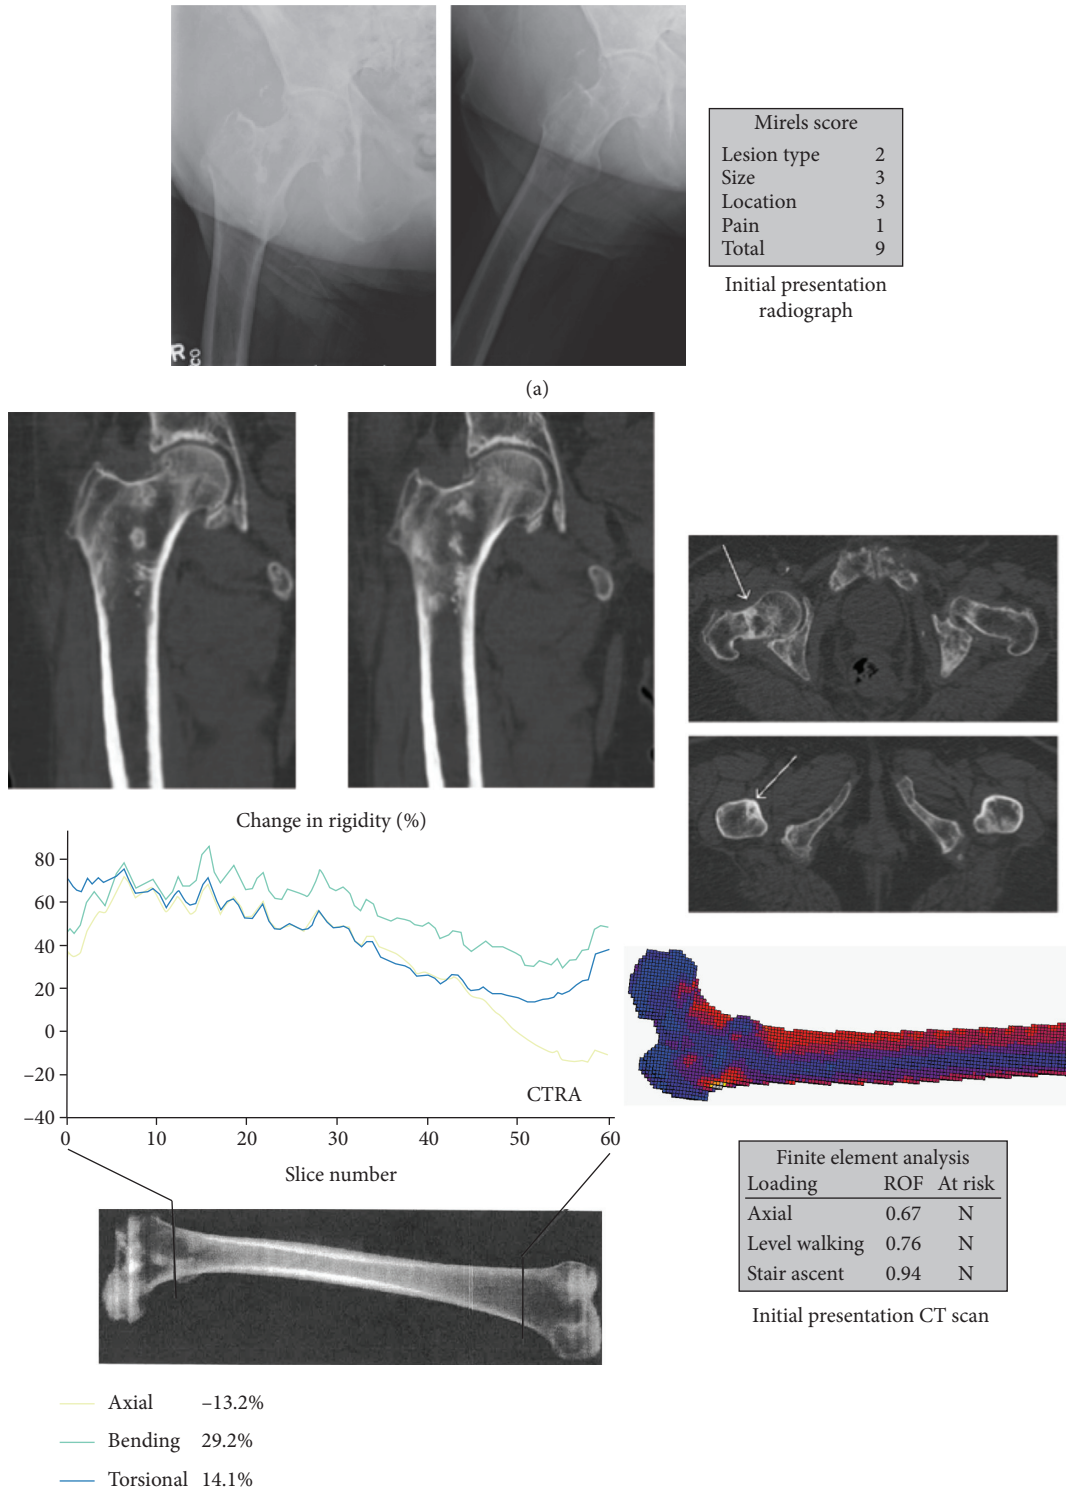 R
CO
Mirels score
Lesion type 2
Size 3
Location 3
Pain 1
Total 9
Initial presentation
radiograph
(a)
Change in rigidity (%)
80
60
40
20
0
–20
–40
0 10 20 30 40 50 60
CTRA
Slice number
Axial –13.2%
Bending 29.2%
Torsional 14.1%
Finite element analysis
Loading ROF At risk
Axial 0.67 N
Level walking 0.76 N
Stair ascent 0.94 N
Initial presentation CT scan